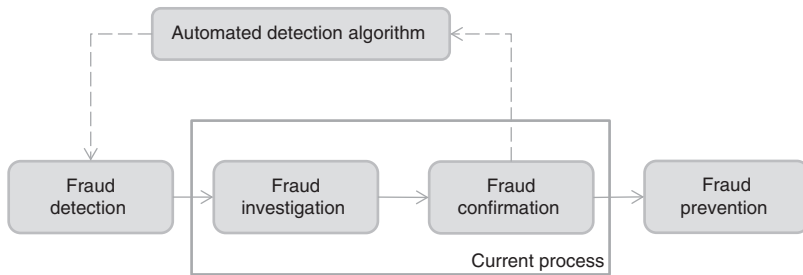 Automated detection algorithm
Fraud
detection
Fraud
investigation
Fraud
confirmation
Fraud
prevention
Current process